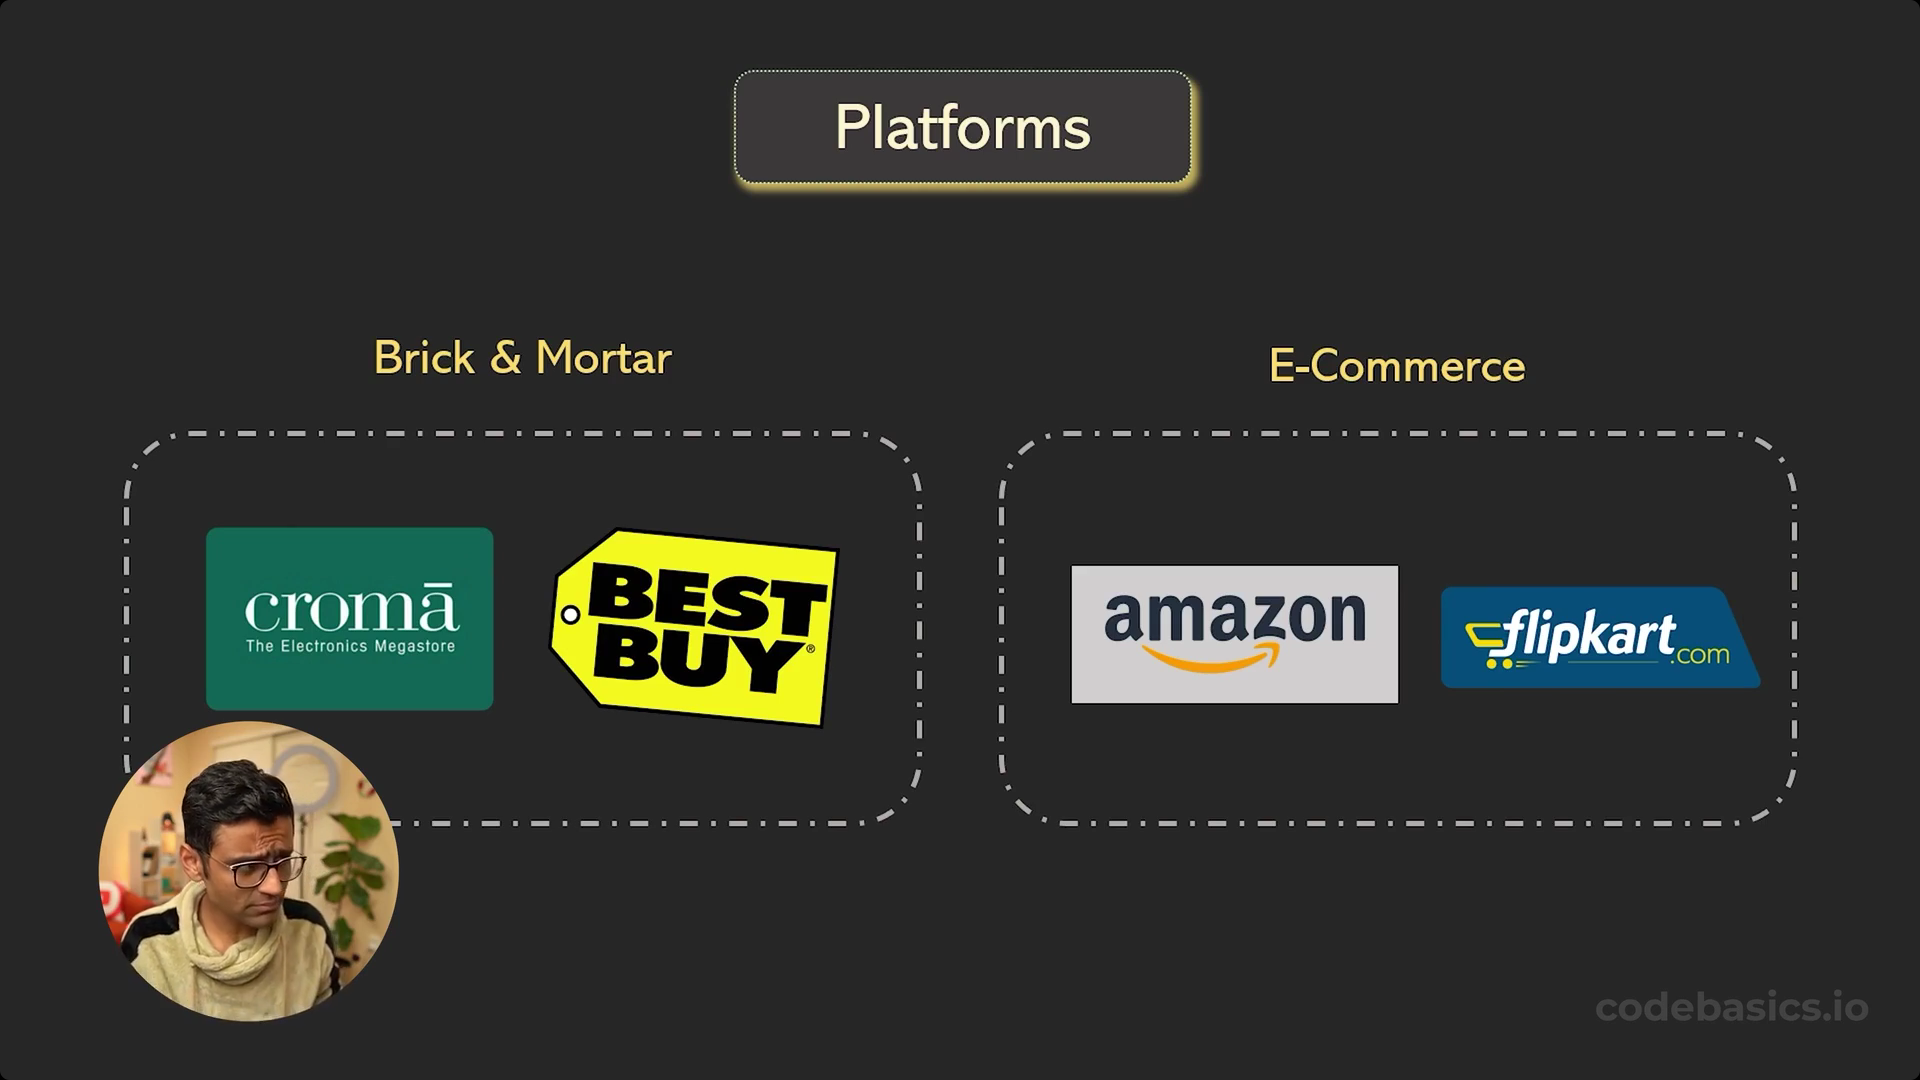 Platforms
Brick & Mortar
E-Commerce
cromā
The Electronics Megastore
BEST
BUY®
amazon
flipkart
.com
codebasics.io